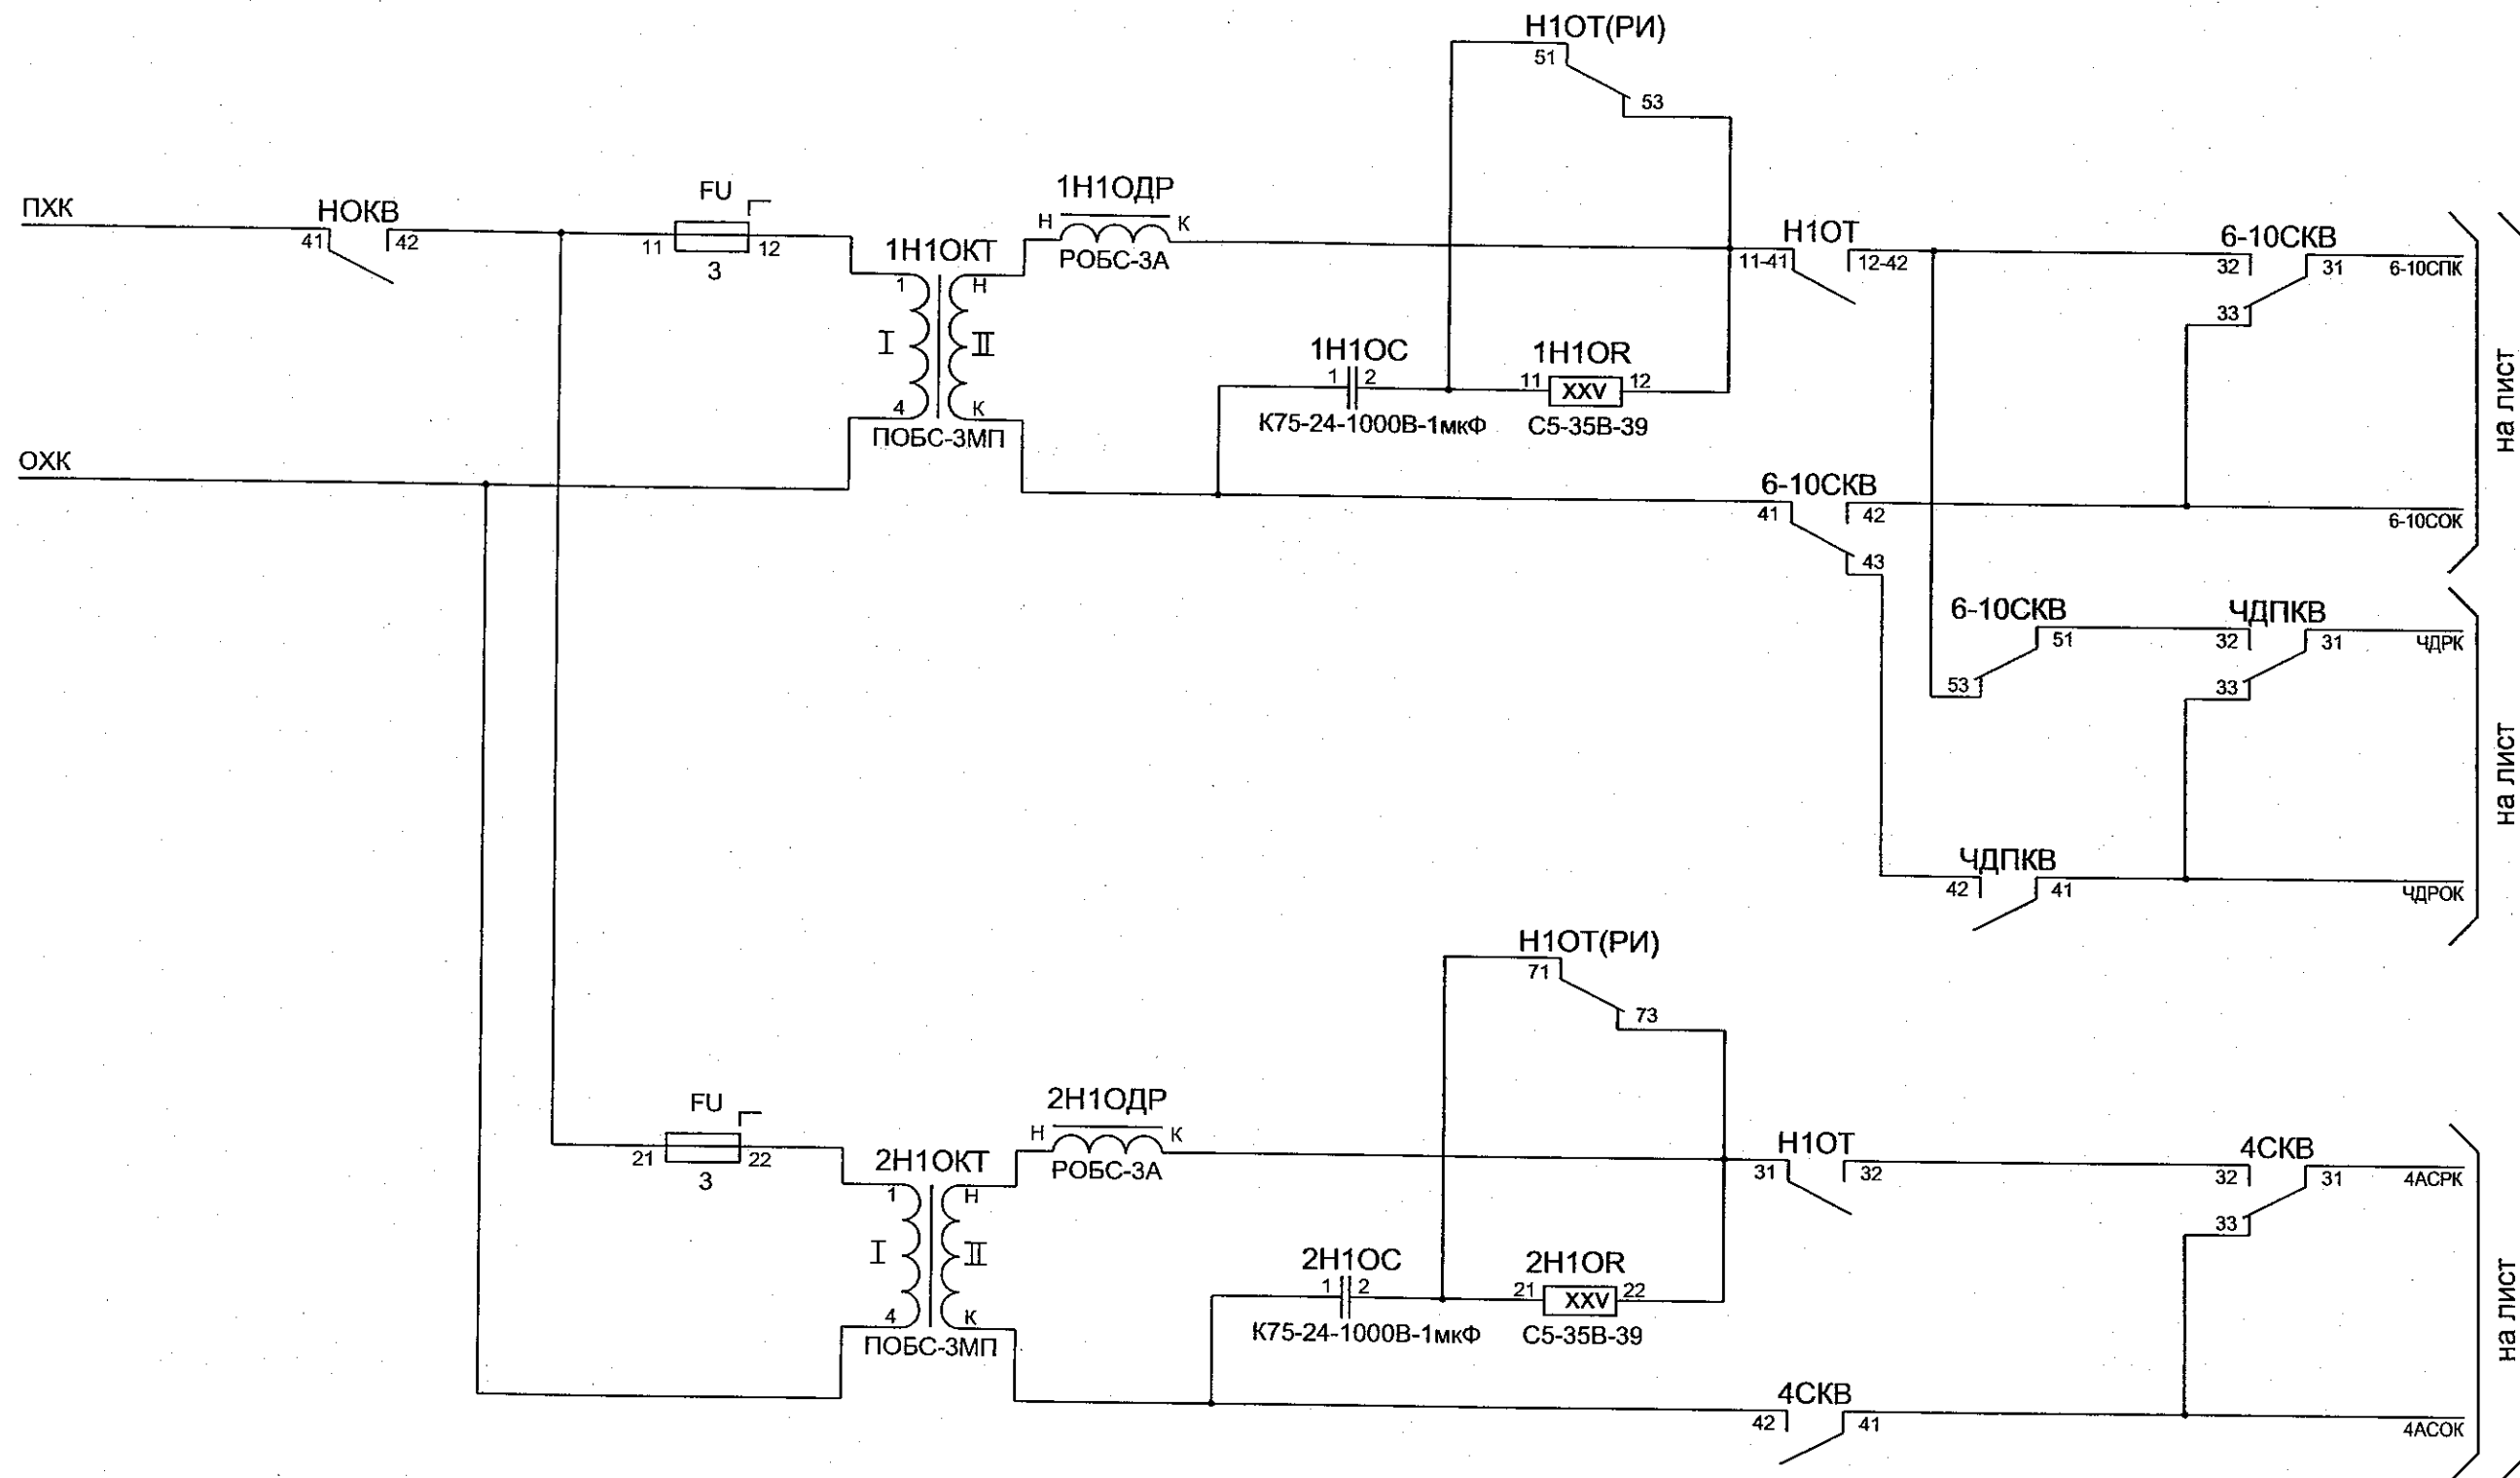 Н1ОТ(РИ)
51
53
ПХК
НОКВ
41
42
FU
11
12
3
1Н1ОКТ
1
4
I
II
Н
К
ПОБС-3МП
1Н1ОДР
Н
К
РОБС-3А
Н1ОТ
11-41
12-42
6-10СКВ
32
31
33
6-10СПК
1Н1ОС
1
2
К75-24-1000В-1мкФ
1Н1ОR
11
XXV
12
С5-35В-39
на лист
ОХК
6-10СКВ
41
42
43
6-10СОК
6-10СКВ
51
53
ЧДПКВ
32
31
33
ЧДРК
на лист
ЧДПКВ
42
41
ЧДРОК
Н1ОТ(РИ)
71
73
FU
21
22
3
2Н1ОКТ
1
4
I
II
Н
К
ПОБС-3МП
2Н1ОДР
Н
К
РОБС-3А
Н1ОТ
31
32
4СКВ
32
31
33
4АСРК
2Н1ОС
1
2
К75-24-1000В-1мкФ
2Н1ОR
21
XXV
22
С5-35В-39
на лист
4СКВ
42
41
4АСОК